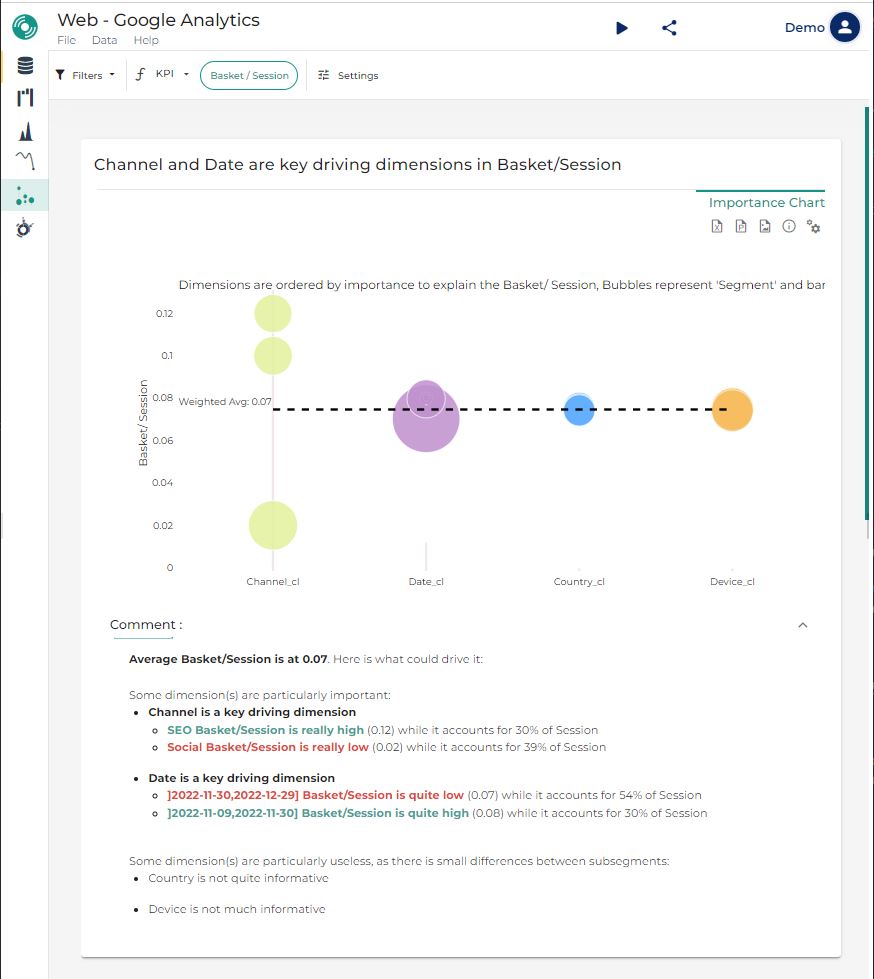 Web - Google Analytics
File Data Help
Demo
Filters
KPI
Basket / Session
Settings
Channel and Date are key driving dimensions in Basket/Session
Importance Chart
Dimensions are ordered by importance to explain the Basket/ Session, Bubbles represent 'Segment' and bar
0.12
0.1
0.08
0.06
0.04
0.02
0
Basket/ Session
Weighted Avg: 0.07
Channel_cl
Date_cl
Country_cl
Device_cl
Comment :
Average Basket/Session is at 0.07. Here is what could drive it:
Some dimension(s) are particularly important:
• Channel is a key driving dimension
SEO Basket/Session is really high (0.12) while it accounts for 30% of Session
Social Basket/Session is really low (0.02) while it accounts for 39% of Session
• Date is a key driving dimension
]2022-11-30,2022-12-29] Basket/Session is quite low (0.07) while it accounts for 54% of Session
]2022-11-09,2022-11-30] Basket/Session is quite high (0.08) while it accounts for 30% of Session
Some dimension(s) are particularly useless, as there is small differences between subsegments:
• Country is not quite informative
• Device is not much informative